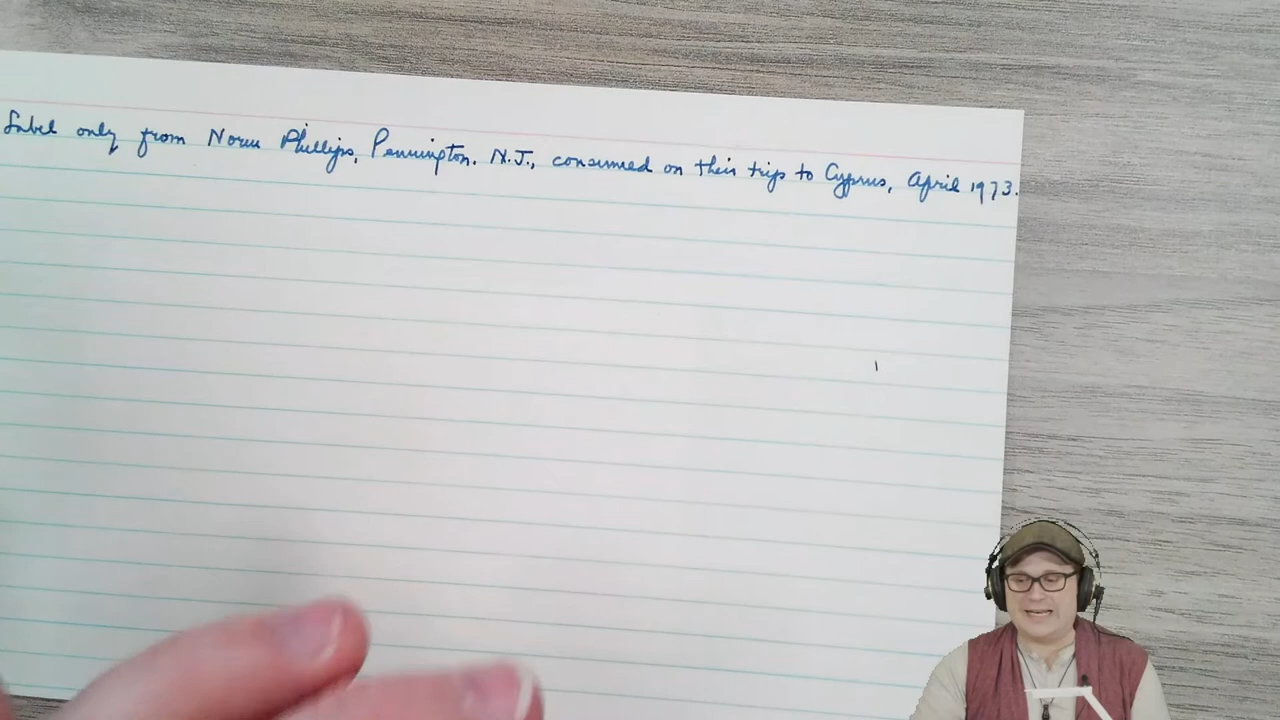 Label only from Norm Phillips, Pennington. N.J., consumed on their trip to Cyprus, April 1973.